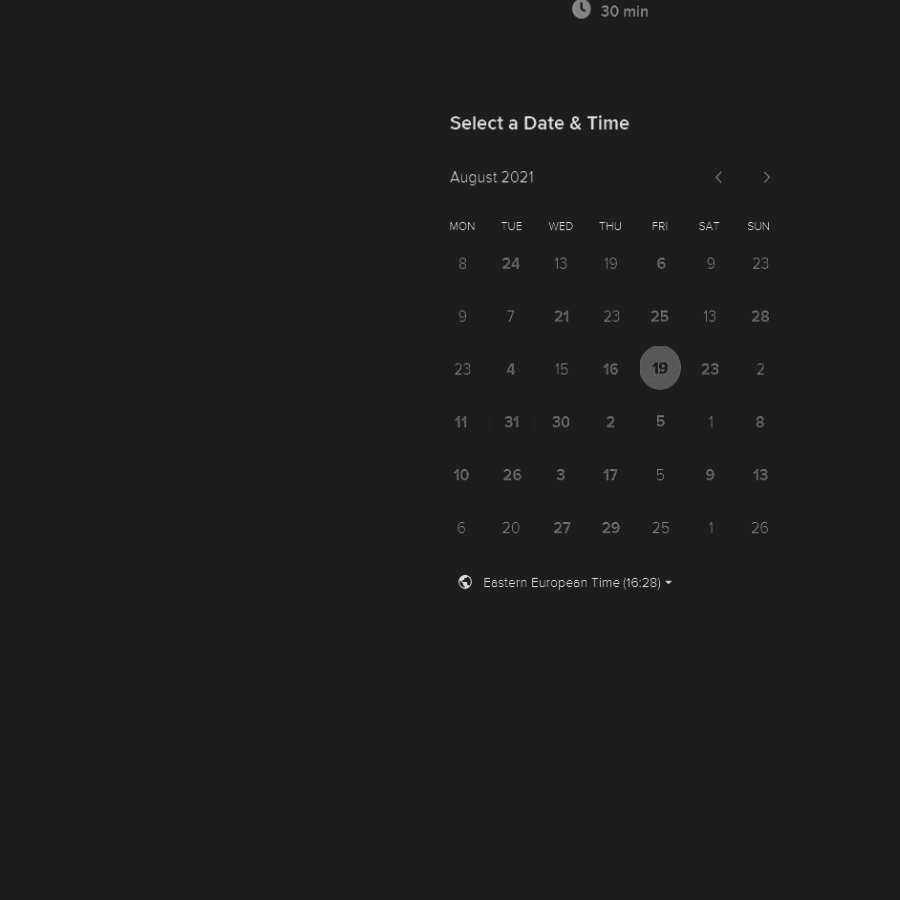 30 min
Select a Date & Time
August 2021
MON TUE WED THU FRI SAT SUN
8 24 13 19 6 9 23
9 7 21 23 25 13 28
23 4 15 16 19 23 2
11 31 30 2 5 1 8
10 26 3 17 5 9 13
6 20 27 29 25 1 26
Eastern European Time (16:28)